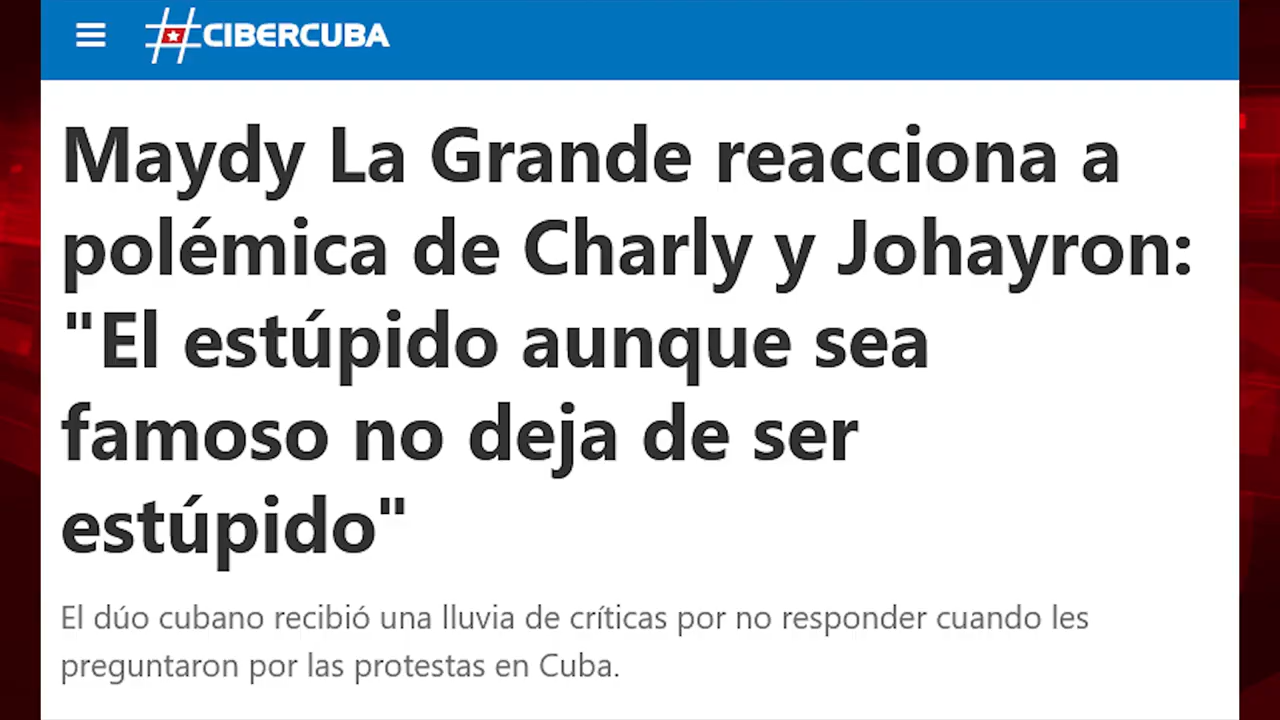 #CIBERCUBA
Maydy La Grande reacciona a
polémica de Charly y Johayron:
"El estúpido aunque sea
famoso no deja de ser
estúpido"
El dúo cubano recibió una lluvia de críticas por no responder cuando les
preguntaron por las protestas en Cuba.